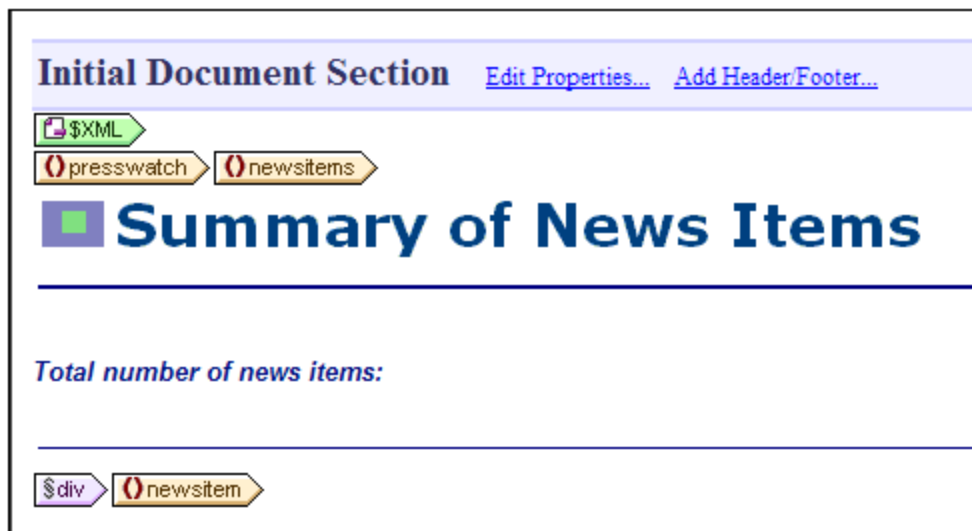 Initial Document Section Edit Properties... Add Header/Footer...
$XML
()presswatch ()newsitems
Summary of News Items
Total number of news items:
§div ()newsitem